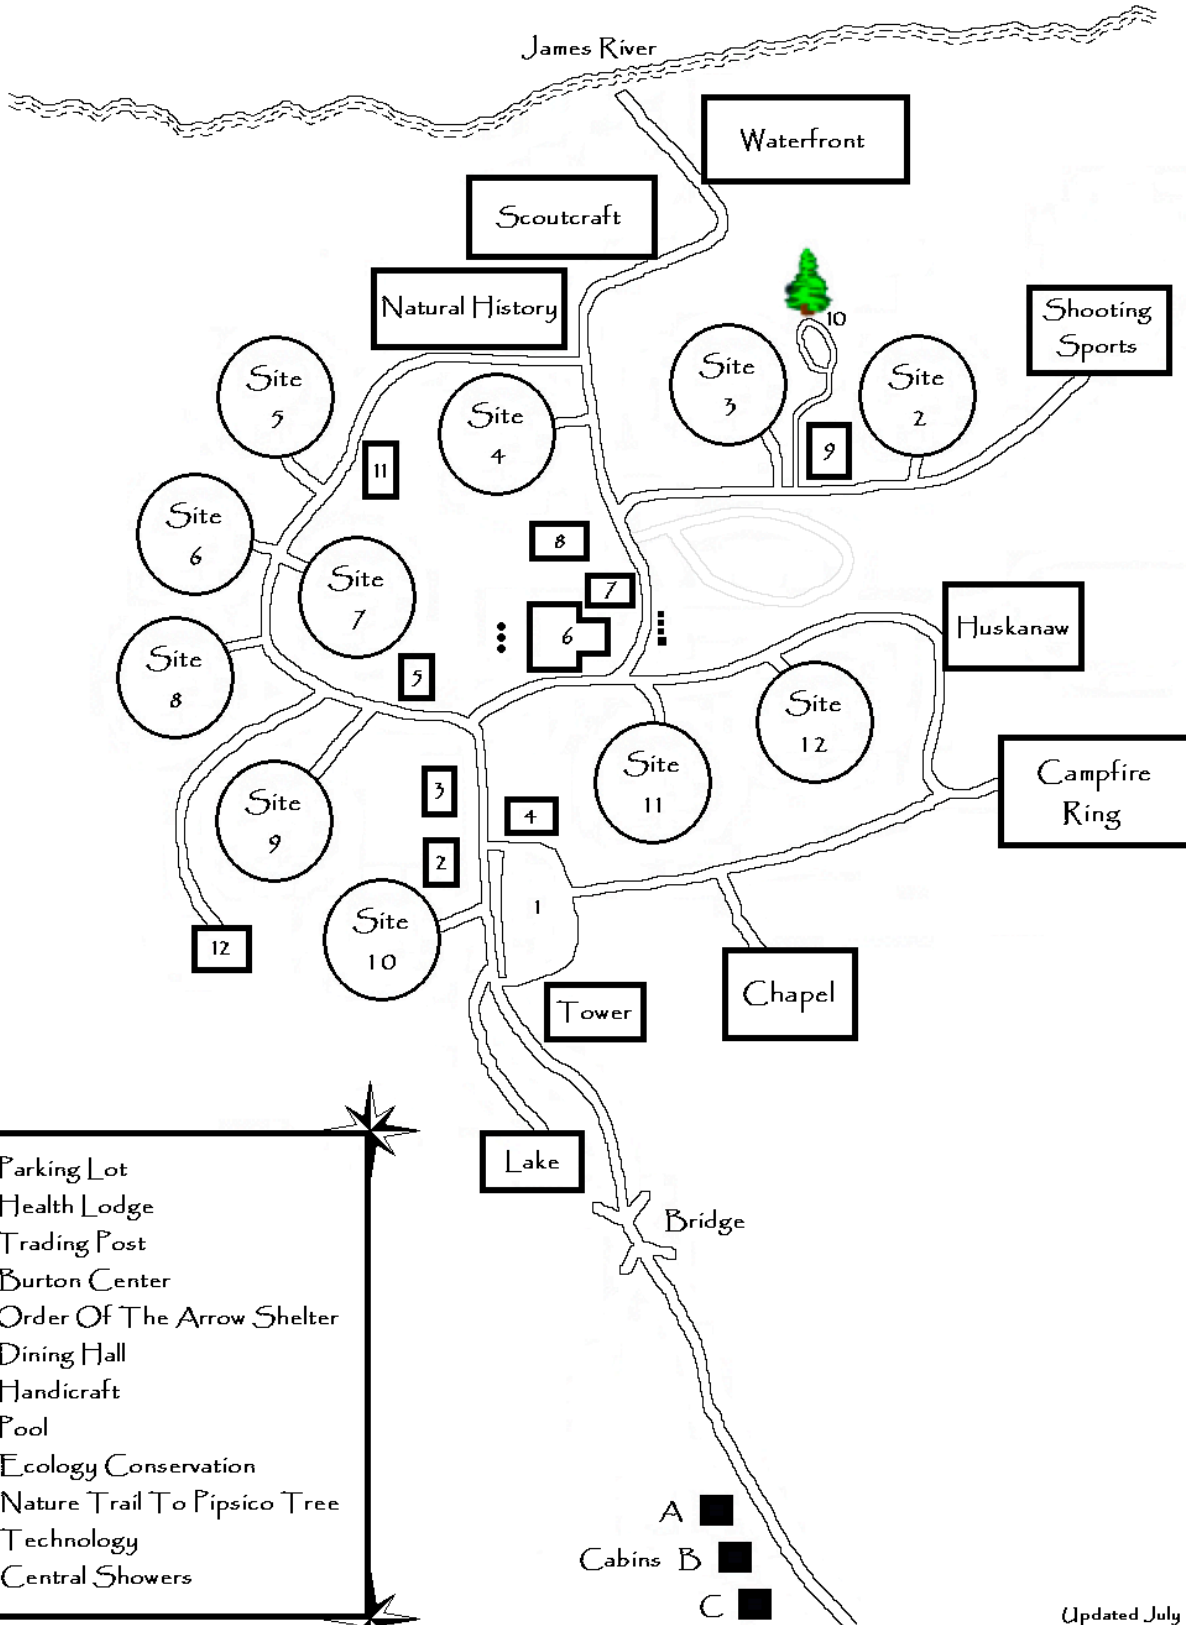 James River
Waterfront
Scoutcraft
Natural History
10
Shooting
Sports
Site
5
Site
4
Site
3
Site
2
9
11
Site
6
8
Site
7
7
6
Huskanaw
Site
8
5
Site
12
Site
11
Campfire
Ring
3
4
Site
9
2
1
Site
10
12
Chapel
Tower
Lake
Bridge
Parking Lot
Health Lodge
Trading Post
Burton Center
Order Of The Arrow Shelter
Dining Hall
Handicraft
Pool
Ecology Conservation
Nature Trail To Pipsico Tree
Technology
Central Showers
A
Cabins B
C
Updated July